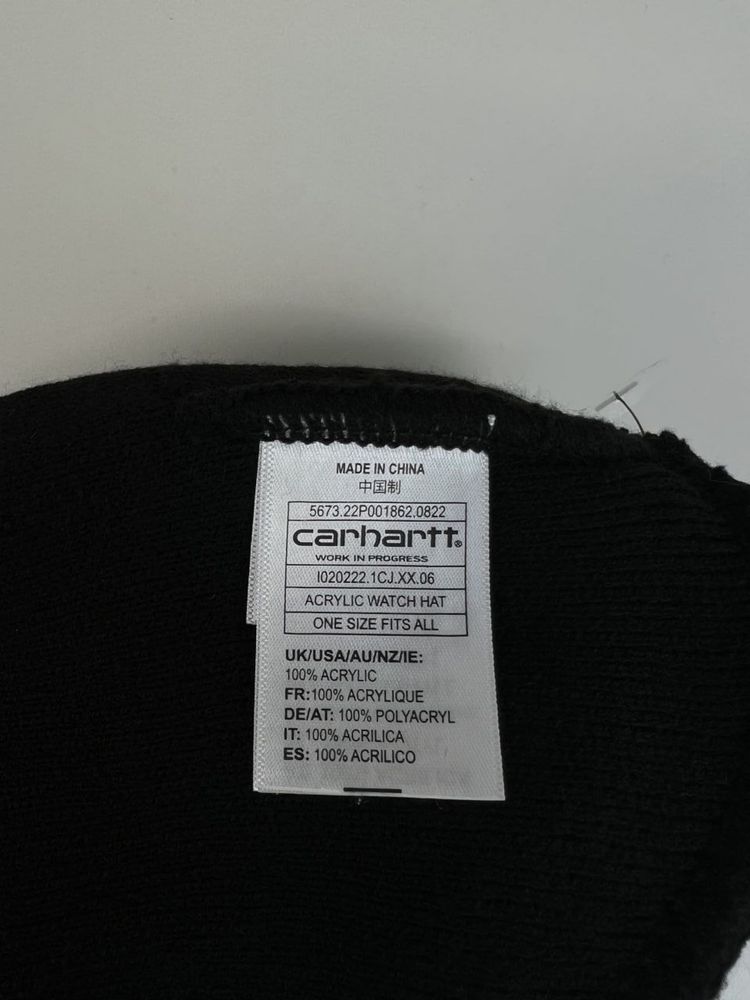 MADE IN CHINA
中国制
5673.22P001862.0822
carhartt®
WORK IN PROGRESS
I020222.1CJ.XX.06
ACRYLIC WATCH HAT
ONE SIZE FITS ALL
UK/USA/AU/NZ/IE:
100% ACRYLIC
FR:100% ACRYLIQUE
DE/AT: 100% POLYACRYL
IT: 100% ACRILICA
ES: 100% ACRILICO